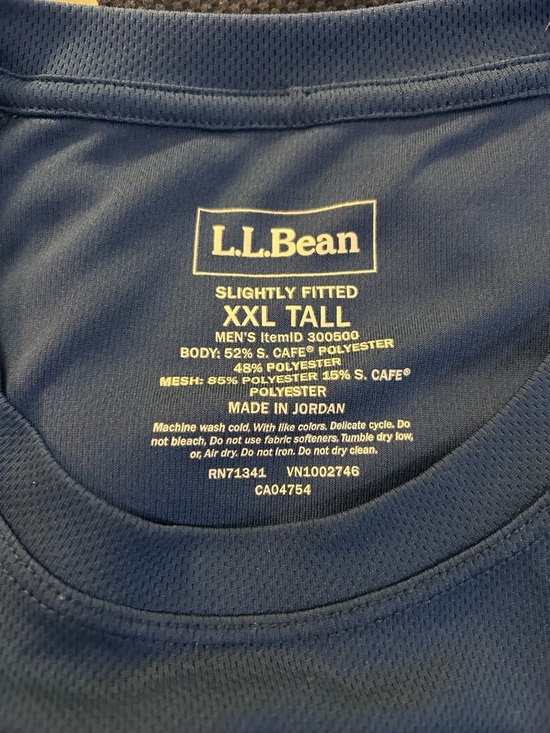 L.L.Bean
SLIGHTLY FITTED
XXL TALL
MEN'S ItemID 300500
BODY: 52% S. CAFE® POLYESTER
48% POLYESTER
MESH: 85% POLYESTER 15% S. CAFE®
POLYESTER
MADE IN JORDAN
Machine wash cold, With like colors. Delicate cycle. Do
not bleach, Do not use fabric softeners. Tumble dry low,
or, Air dry. Do not iron. Do not dry clean.
RN71341 VN1002746
CA04754